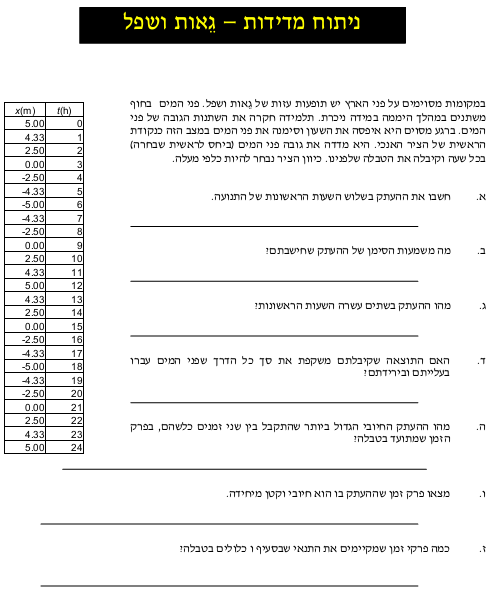 ניתוח מדידות – גֵאות ושפל
במקומות מסוימים על פני הארץ יש תופעות עזות של גאות ושפל. פני המים בחוף
משתנים במהלך היממה במידה ניכרת. תלמידה חקרה את השתנות הגובה של פני
המים. ברגע מסוים היא איפסה את השעון וסימנה את פני המים במצב הזה כנקודת
הראשית של הציר האנכי. היא מדדה את גובה פני המים (ביחס לראשית שבחרה)
בכל שעה וקיבלה את הטבלה שלפנינו. כיוון הציר נבחר להיות כלפי מעלה.
x(m) t(h)
5.00 0
4.33 1
2.50 2
0.00 3
-2.50 4
-4.33 5
-5.00 6
-4.33 7
-2.50 8
0.00 9
2.50 10
4.33 11
5.00 12
4.33 13
2.50 14
0.00 15
-2.50 16
-4.33 17
-5.00 18
-4.33 19
-2.50 20
0.00 21
2.50 22
4.33 23
5.00 24
א. חשבו את ההעתק בשלוש השעות הראשונות של התנועה.
ב. מה משמעות הסימן של ההעתק שחישבתם?
ג. מהו ההעתק בשתים עשרה השעות הראשונות?
ד. האם התוצאה שקיבלתם משקפת את סך כל הדרך שפני המים עברו
בעלייתם ובירידתם?
ה. מהו ההעתק החיובי הגדול ביותר שהתקבל בין שני זמנים כלשהם, בפרק
הזמן שמתועד בטבלה?
ו. מצאו פרק זמן שההעתק בו הוא חיובי וקטן מיחידה.
ז. כמה פרקי זמן שמקיימים את התנאי שבסעיף ו כלולים בטבלה?